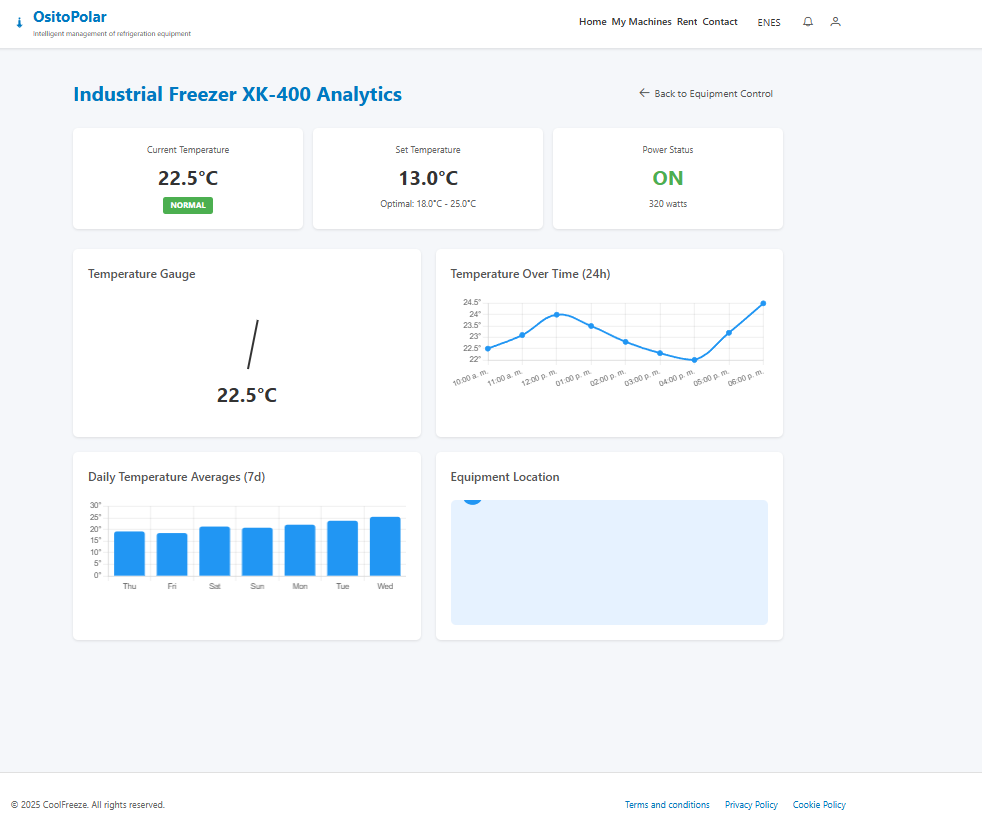 OsitoPolar
Intelligent management of refrigeration equipment
Home My Machines Rent Contact ENES
Industrial Freezer XK-400 Analytics
← Back to Equipment Control
Current Temperature
22.5°C
NORMAL
Set Temperature
13.0°C
Optimal: 18.0°C - 25.0°C
Power Status
ON
320 watts
Temperature Gauge
22.5°C
Temperature Over Time (24h)
24.5°
24°
23.5°
23°
22.5°
22°
10:00 a. m. 11:00 a. m. 12:00 p. m. 01:00 p. m. 02:00 p. m. 03:00 p. m. 04:00 p. m. 05:00 p. m. 06:00 p. m.
Daily Temperature Averages (7d)
30°
25°
20°
15°
10°
5°
0°
Thu Fri Sat Sun Mon Tue Wed
Equipment Location
© 2025 CoolFreeze. All rights reserved.
Terms and conditions Privacy Policy Cookie Policy